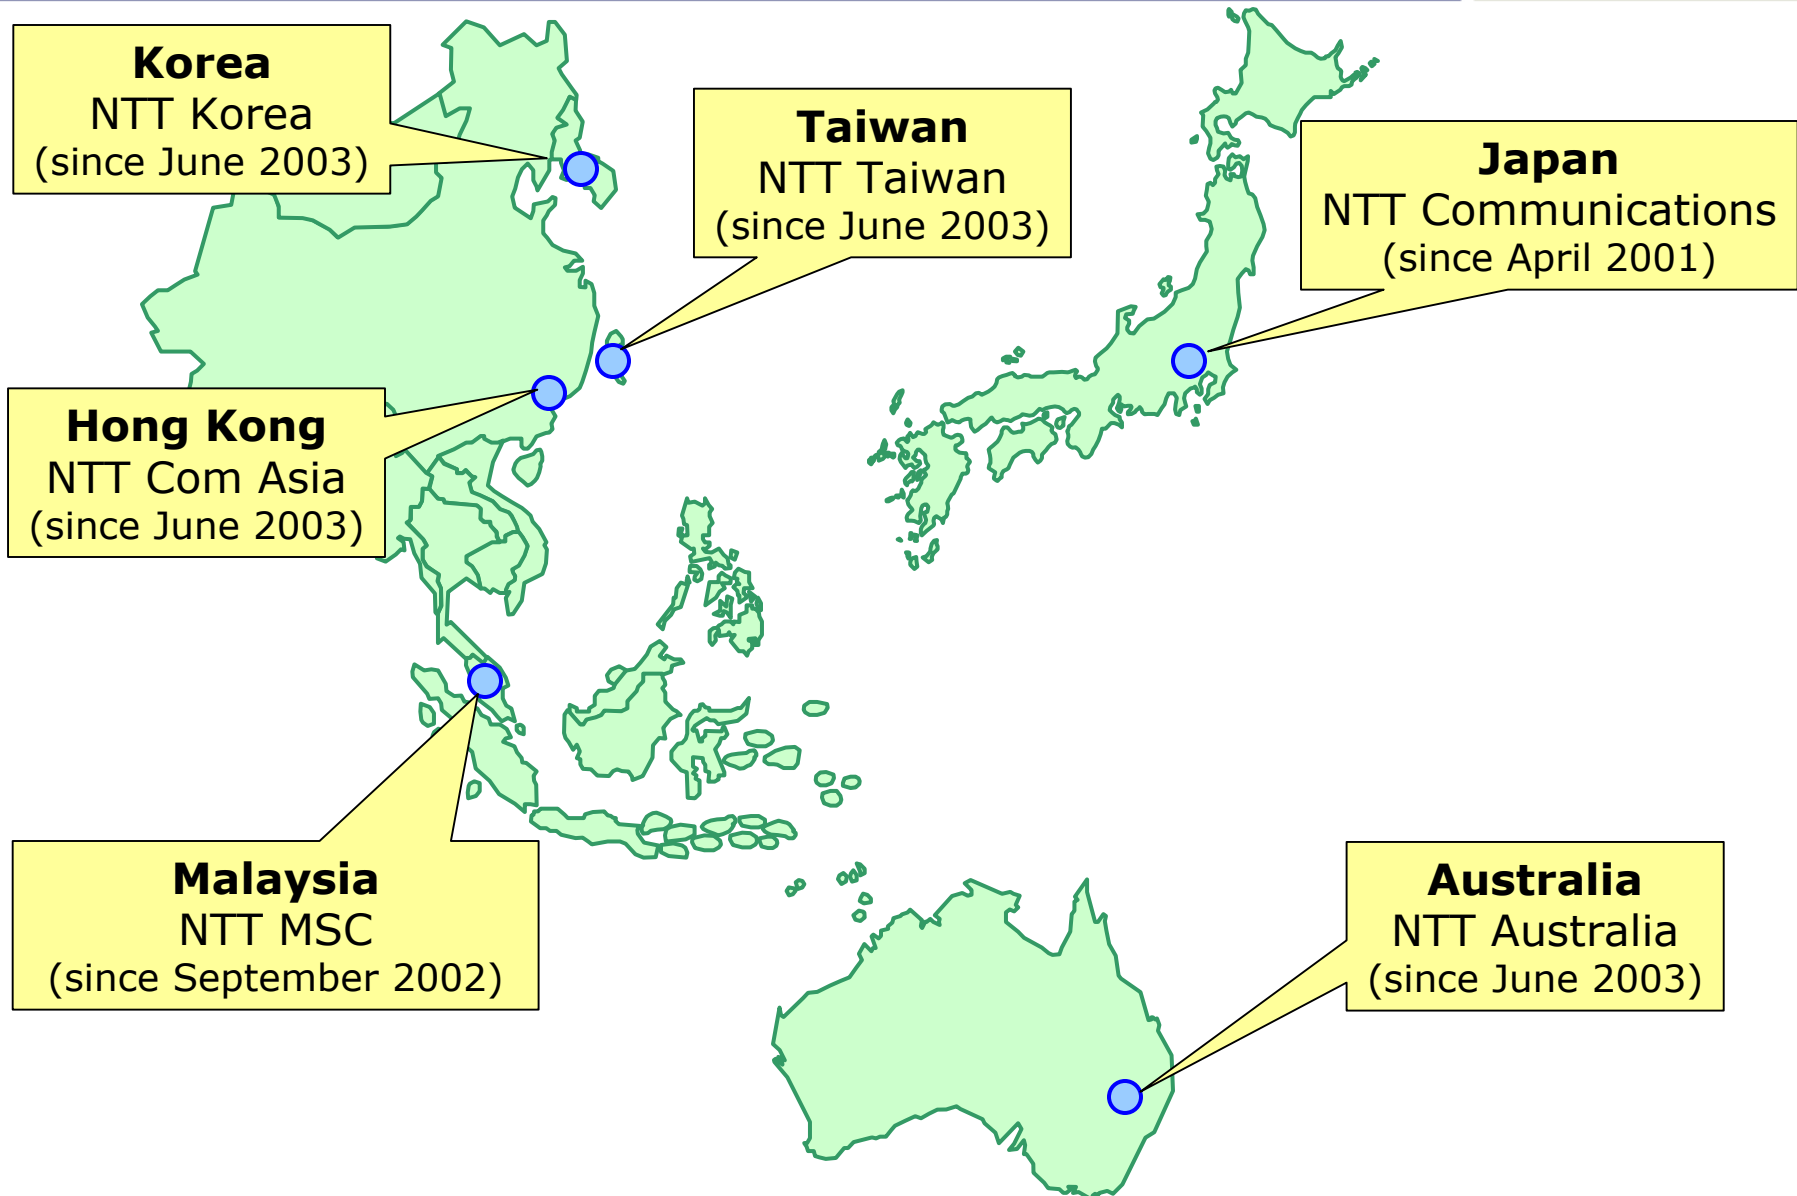 Korea
NTT Korea
(since June 2003)
Taiwan
NTT Taiwan
(since June 2003)
Japan
NTT Communications
(since April 2001)
Hong Kong
NTT Com Asia
(since June 2003)
Malaysia
NTT MSC
(since September 2002)
Australia
NTT Australia
(since June 2003)